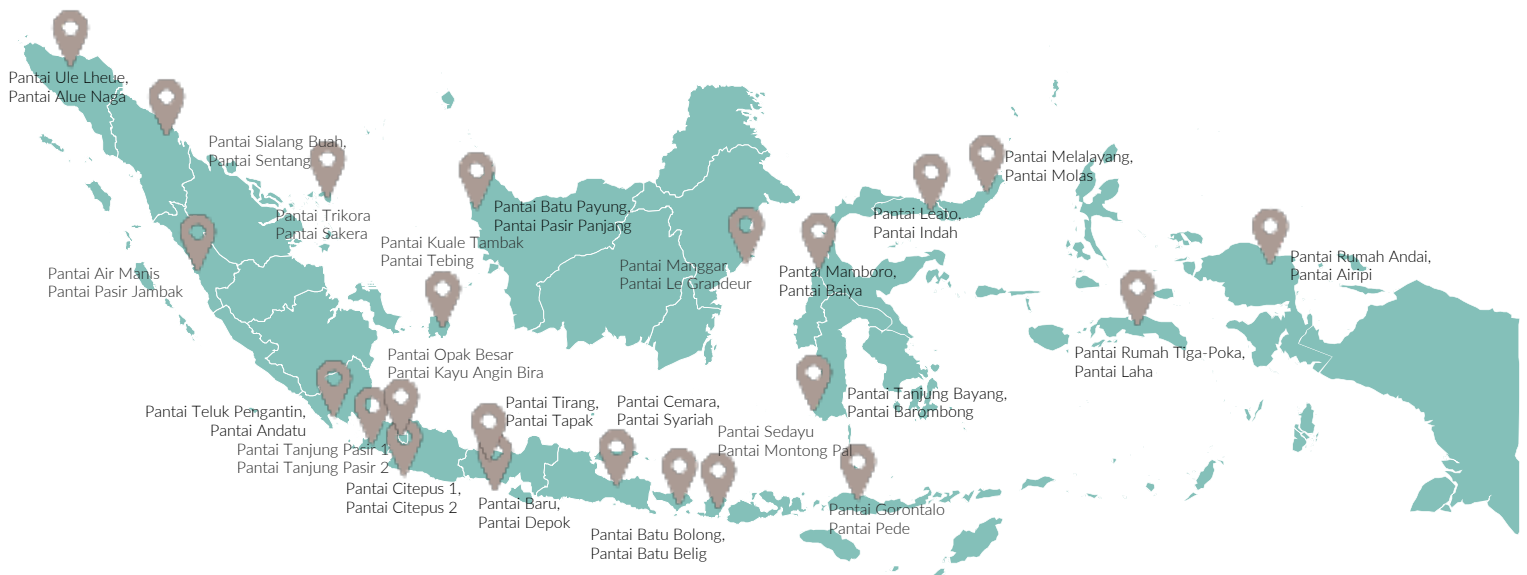 Pantai Ule Lheue,
Pantai Alue Naga
Pantai Sialang Buah,
Pantai Sentang
Pantai Trikora
Pantai Sakera
Pantai Air Manis
Pantai Pasir Jambak
Pantai Kuale Tambak
Pantai Tebing
Pantai Batu Payung,
Pantai Pasir Panjang
Pantai Manggar
Pantai Le Grandeur
Pantai Mamboro,
Pantai Baiya
Pantai Leato,
Pantai Indah
Pantai Melalayang,
Pantai Molas
Pantai Rumah Andai,
Pantai Airipi
Pantai Rumah Tiga-Poka,
Pantai Laha
Pantai Opak Besar
Pantai Kayu Angin Bira
Pantai Teluk Pengantin,
Pantai Andatu
Pantai Tanjung Pasir 1
Pantai Tanjung Pasir 2
Pantai Citepus 1,
Pantai Citepus 2
Pantai Tirang,
Pantai Tapak
Pantai Baru,
Pantai Depok
Pantai Cemara,
Pantai Syariah
Pantai Batu Bolong,
Pantai Batu Belig
Pantai Sedayu
Pantai Montong Pal
Pantai Tanjung Bayang,
Pantai Barombong
Pantai Gorontalo
Pantai Pede